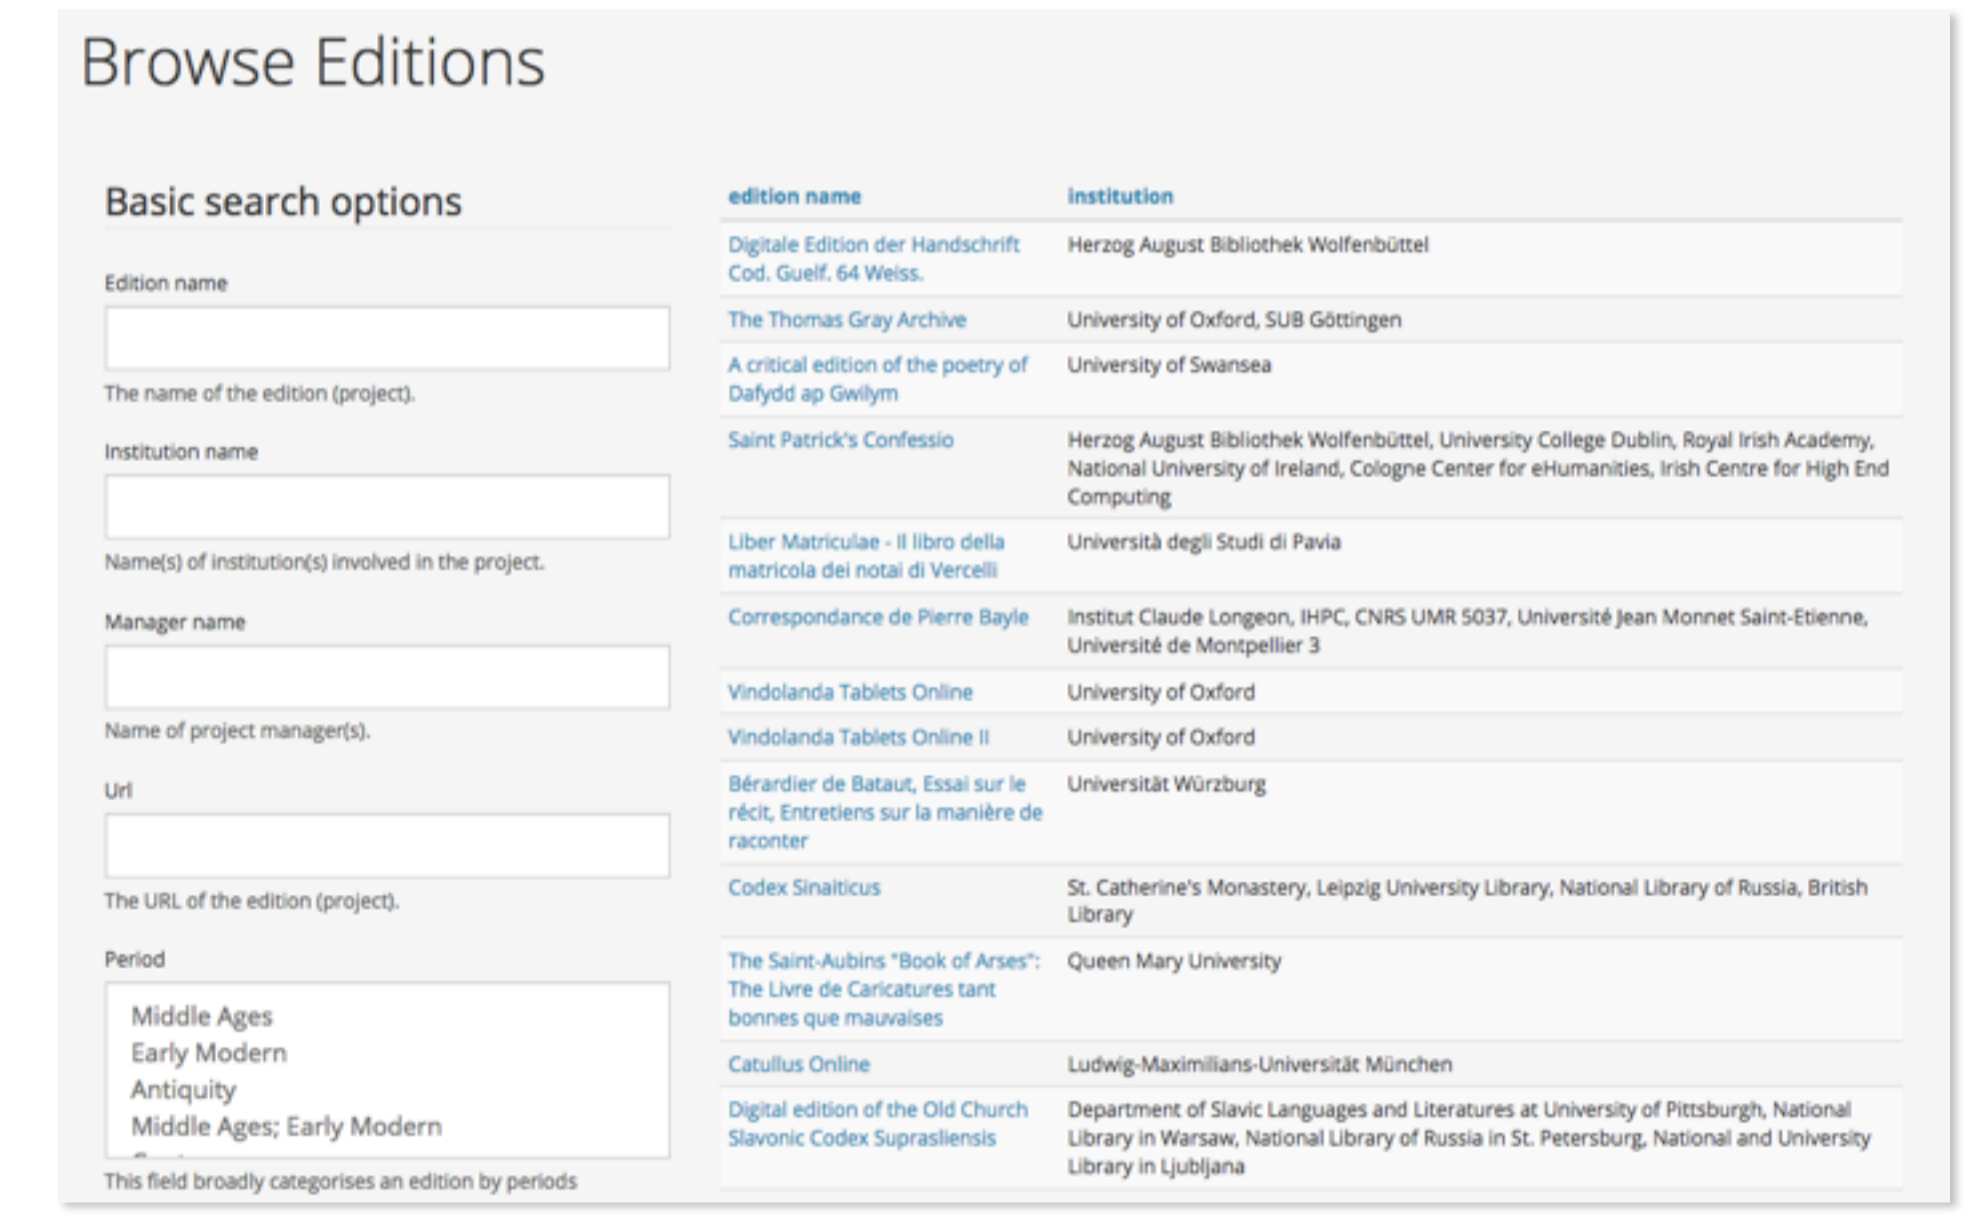 Browse Editions
Basic search options
Edition name
The name of the edition (project).
Institution name
Name(s) of institution(s) involved in the project.
Manager name
Name of project manager(s).
Url
The URL of the edition (project).
Period
Middle Ages
Early Modern
Antiquity
Middle Ages; Early Modern
This field broadly categorises an edition by periods
edition name institution
Digitale Edition der Handschrift Herzog August Bibliothek Wolfenbüttel
Cod. Guelf. 64 Weiss.
The Thomas Gray Archive University of Oxford, SUB Göttingen
A critical edition of the poetry of University of Swansea
Dafydd ap Gwilym
Saint Patrick's Confessio Herzog August Bibliothek Wolfenbüttel, University College Dublin, Royal Irish Academy,
National University of Ireland, Cologne Center for eHumanities, Irish Centre for High End
Computing
Liber Matriculae - Il libro della Università degli Studi di Pavia
matricola dei notai di Vercelli
Correspondance de Pierre Bayle Institut Claude Longeon, IHPC, CNRS UMR 5037, Université Jean Monnet Saint-Etienne,
Université de Montpellier 3
Vindolanda Tablets Online University of Oxford
Vindolanda Tablets Online II University of Oxford
Bérardier de Bataut, Essai sur le Universität Würzburg
récit, Entretiens sur la manière de
raconter
Codex Sinaiticus St. Catherine's Monastery, Leipzig University Library, National Library of Russia, British
Library
The Saint-Aubins "Book of Arses": Queen Mary University
The Livre de Caricatures tant
bonnes que mauvaises
Catullus Online Ludwig-Maximilians-Universität München
Digital edition of the Old Church Department of Slavic Languages and Literatures at University of Pittsburgh, National
Slavonic Codex Suprasliensis Library in Warsaw, National Library of Russia in St. Petersburg, National and University
Library in Ljubljana